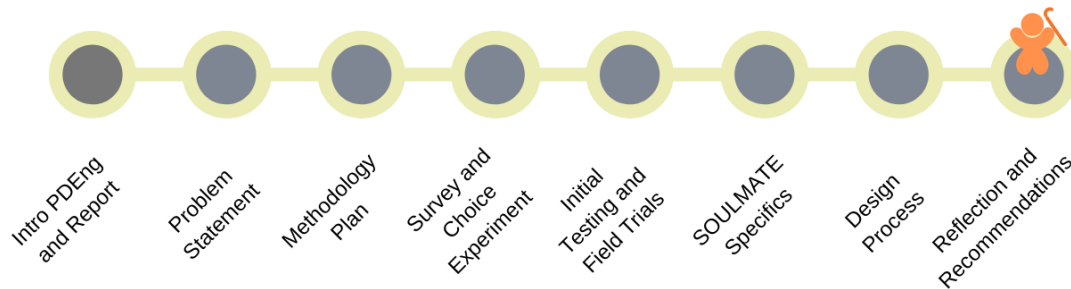 Intro PDEng
and Report
Problem
Statement
Methodology
Plan
Survey and
Choice
Experiment
Initial
Testing and
Field Trials
SOULMATE
Specifics
Design
Process
Reflection and
Recommendations